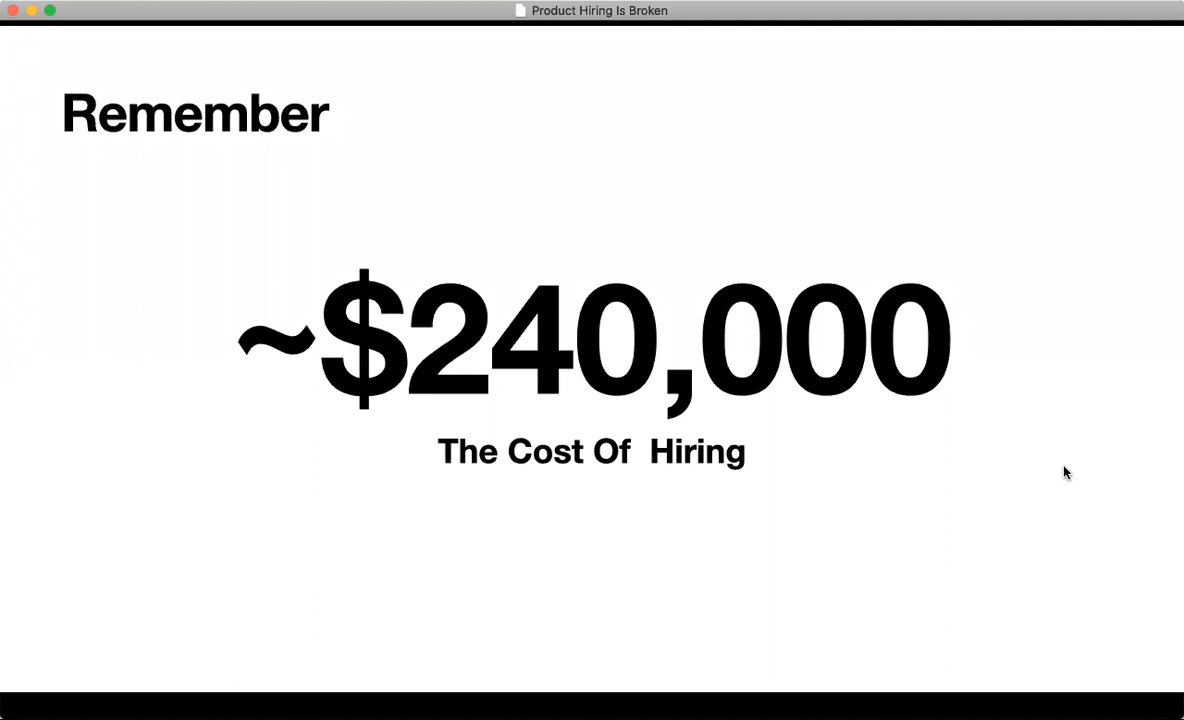 Product Hiring Is Broken
Remember
~$240,000
The Cost Of  Hiring